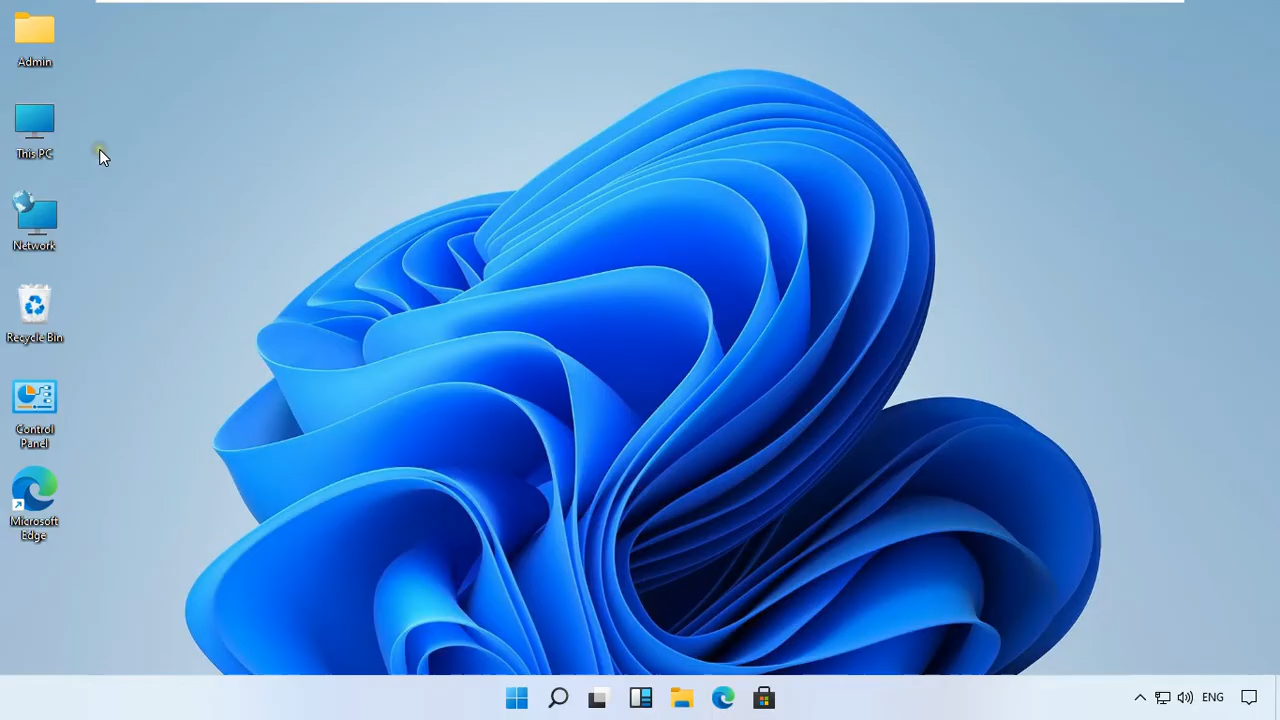 Admin
This PC
Network
Recycle Bin
Control
Panel
Microsoft
Edge
ENG